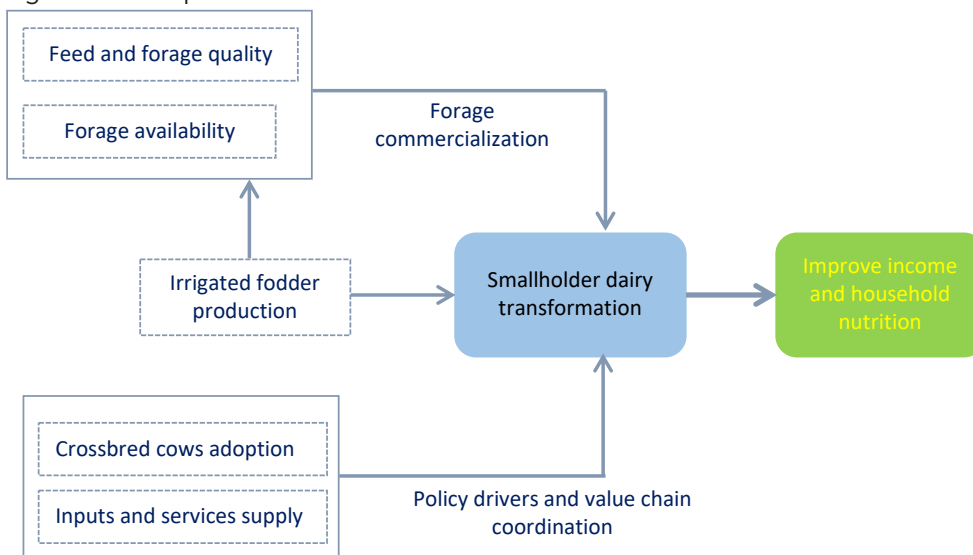 Feed and forage quality
Forage availability
Forage
commercialization
Irrigated fodder
production
Smallholder dairy
transformation
Improve income
and household
nutrition
Crossbred cows adoption
Inputs and services supply
Policy drivers and value chain
coordination